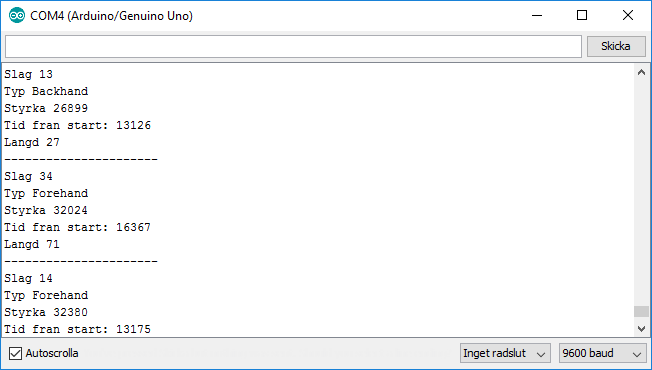 COM4 (Arduino/Genuino Uno)
Skicka
Slag 13
Typ Backhand
Styrka 26899
Tid fran start: 13126
Langd 27
----------------------
Slag 34
Typ Forehand
Styrka 32024
Tid fran start: 16367
Langd 71
----------------------
Slag 14
Typ Forehand
Styrka 32380
Tid fran start: 13175
Autoscrolla
Inget radslut
9600 baud